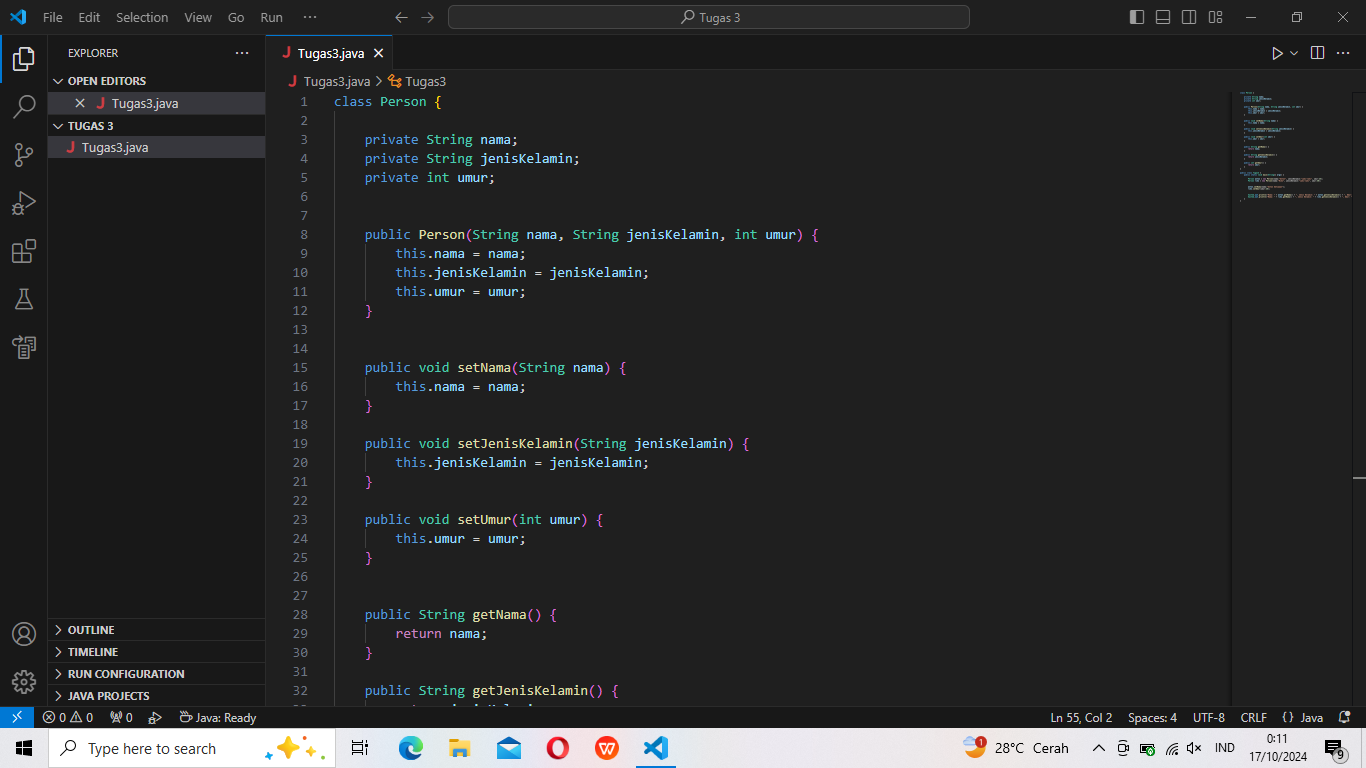 File Edit Selection View Go Run ··· Tugas 3
EXPLORER ···
OPEN EDITORS
J Tugas3.java
TUGAS 3
J Tugas3.java
OUTLINE
TIMELINE
RUN CONFIGURATION
JAVA PROJECTS
J Tugas3.java
J Tugas3.java > Tugas3
1 class Person {
2
3 private String nama;
4 private String jenisKelamin;
5 private int umur;
6
7
8 public Person(String nama, String jenisKelamin, int umur) {
9 this.nama = nama;
10 this.jenisKelamin = jenisKelamin;
11 this.umur = umur;
12 }
13
14
15 public void setNama(String nama) {
16 this.nama = nama;
17 }
18
19 public void setJenisKelamin(String jenisKelamin) {
20 this.jenisKelamin = jenisKelamin;
21 }
22
23 public void setUmur(int umur) {
24 this.umur = umur;
25 }
26
27
28 public String getNama() {
29 return nama;
30 }
31
32 public String getJenisKelamin() {
0 0 0 Java: Ready Ln 55, Col 2 Spaces: 4 UTF-8 CRLF { } Java
Type here to search 1 28°C Cerah IND 0:11
17/10/2024 9